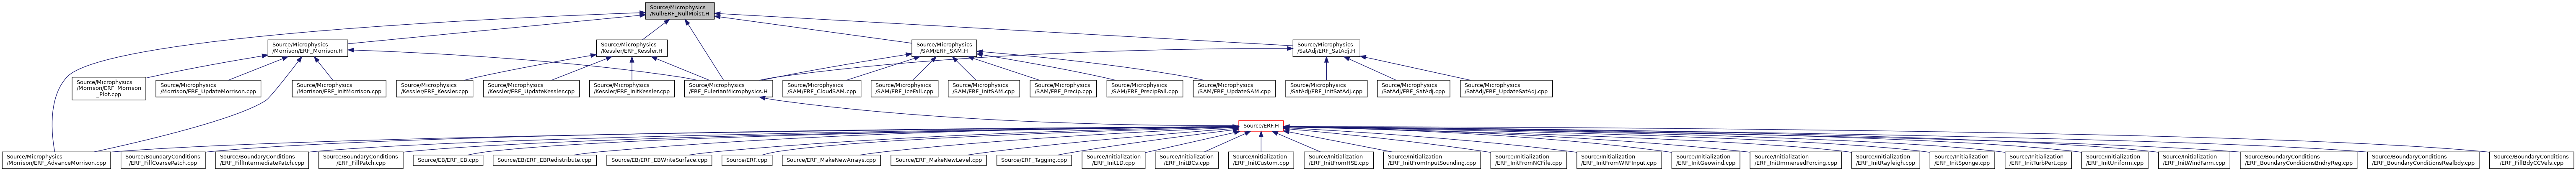 Source/Microphysics
/Null/ERF_NullMoist.H
Source/Microphysics
/Morrison/ERF_Morrison.H
Source/Microphysics
/Kessler/ERF_Kessler.H
Source/Microphysics
/SAM/ERF_SAM.H
Source/Microphysics
/SatAdj/ERF_SatAdj.H
Source/Microphysics
/Morrison/ERF_Morrison
_Plot.cpp
Source/Microphysics
/Morrison/ERF_UpdateMorrison.cpp
Source/Microphysics
/Morrison/ERF_InitMorrison.cpp
Source/Microphysics
/Kessler/ERF_Kessler.cpp
Source/Microphysics
/Kessler/ERF_UpdateKessler.cpp
Source/Microphysics
/Kessler/ERF_InitKessler.cpp
Source/Microphysics
/ERF_EulerianMicrophysics.H
Source/Microphysics
/SAM/ERF_CloudSAM.cpp
Source/Microphysics
/SAM/ERF_IceFall.cpp
Source/Microphysics
/SAM/ERF_InitSAM.cpp
Source/Microphysics
/SAM/ERF_Precip.cpp
Source/Microphysics
/SAM/ERF_PrecipFall.cpp
Source/Microphysics
/SAM/ERF_UpdateSAM.cpp
Source/Microphysics
/SatAdj/ERF_InitSatAdj.cpp
Source/Microphysics
/SatAdj/ERF_SatAdj.cpp
Source/Microphysics
/SatAdj/ERF_UpdateSatAdj.cpp
Source/ERF.H
Source/Microphysics
/Morrison/ERF_AdvanceMorrison.cpp
Source/BoundaryConditions
/ERF_FillCoarsePatch.cpp
Source/BoundaryConditions
/ERF_FillIntermediatePatch.cpp
Source/BoundaryConditions
/ERF_FillPatch.cpp
Source/EB/ERF_EB.cpp
Source/EB/ERF_EBRedistribute.cpp
Source/EB/ERF_EBWriteSurface.cpp
Source/ERF.cpp
Source/ERF_MakeNewArrays.cpp
Source/ERF_MakeNewLevel.cpp
Source/ERF_Tagging.cpp
Source/Initialization
/ERF_Init1D.cpp
Source/Initialization
/ERF_InitBCs.cpp
Source/Initialization
/ERF_InitCustom.cpp
Source/Initialization
/ERF_InitFromHSE.cpp
Source/Initialization
/ERF_InitFromInputSounding.cpp
Source/Initialization
/ERF_InitFromNCFile.cpp
Source/Initialization
/ERF_InitFromWRFInput.cpp
Source/Initialization
/ERF_InitGeowind.cpp
Source/Initialization
/ERF_InitImmersedForcing.cpp
Source/Initialization
/ERF_InitRayleigh.cpp
Source/Initialization
/ERF_InitSponge.cpp
Source/Initialization
/ERF_InitTurbPert.cpp
Source/Initialization
/ERF_InitUniform.cpp
Source/Initialization
/ERF_InitWindFarm.cpp
Source/BoundaryConditions
/ERF_BoundaryConditionsBndryReg.cpp
Source/BoundaryConditions
/ERF_BoundaryConditionsRealbdy.cpp
Source/BoundaryConditions
/ERF_FillBdyCCVels.cpp